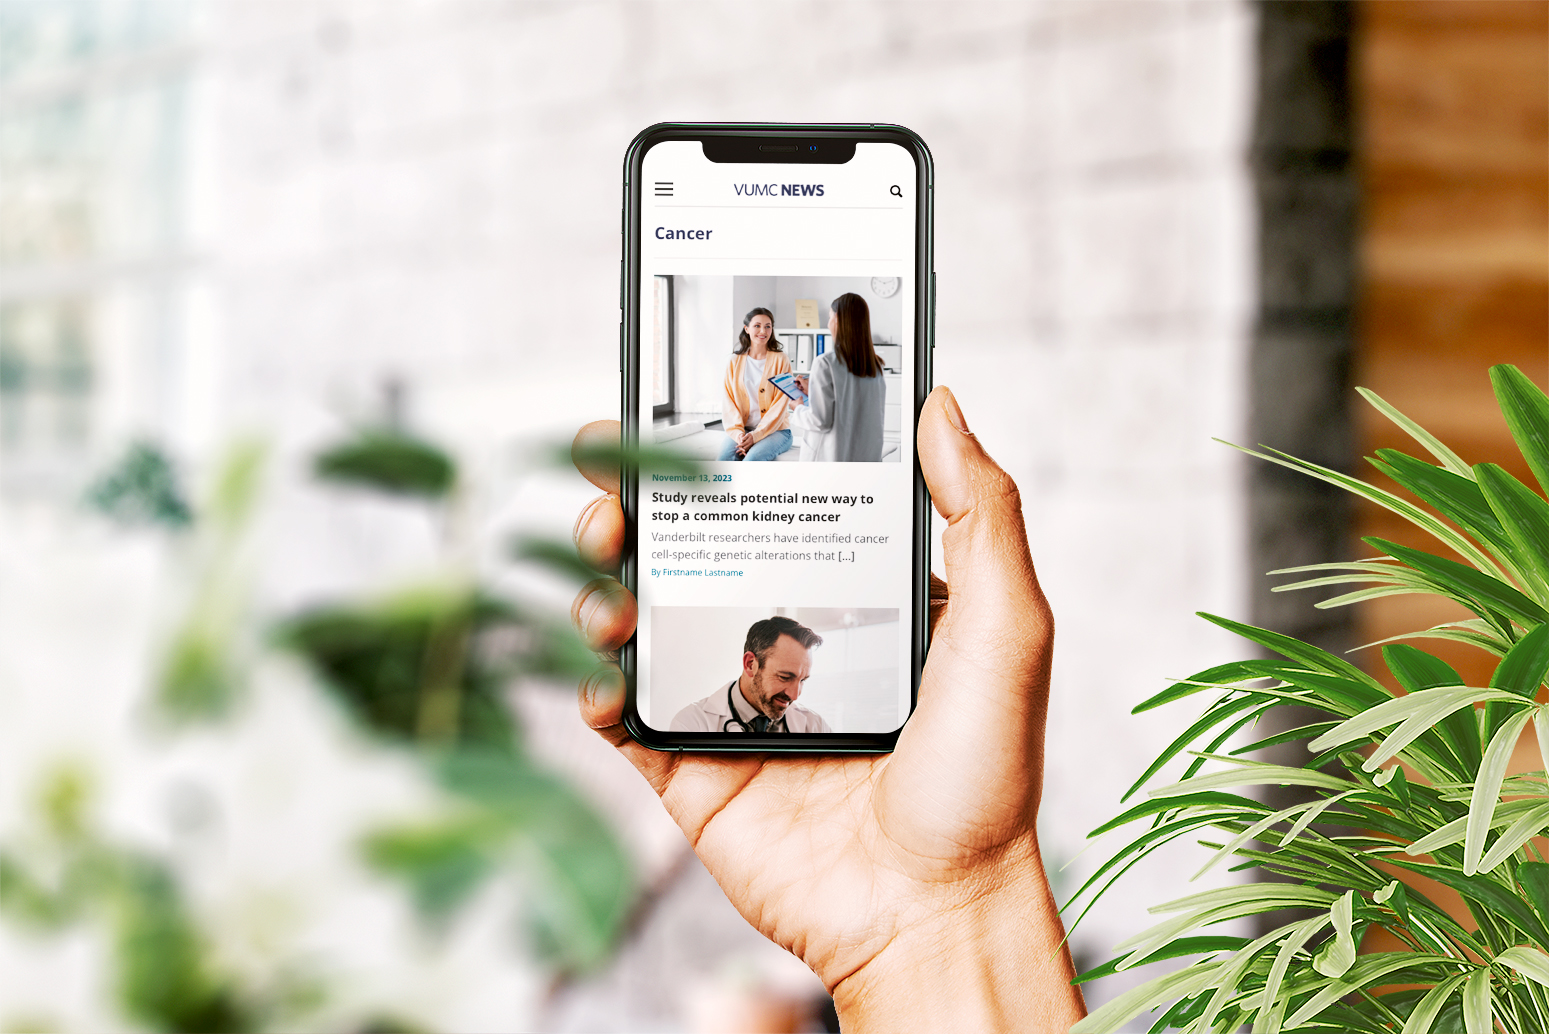 VUMC NEWS
Cancer
November 13, 2023
Study reveals potential new way to
stop a common kidney cancer
Vanderbilt researchers have identified cancer
cell-specific genetic alterations that [...]
By Firstname Lastname